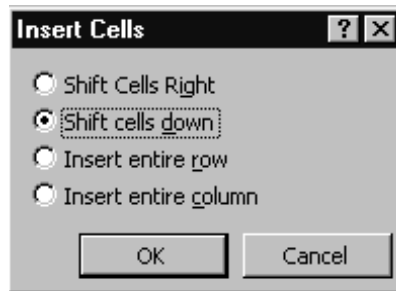 Insert Cells ? X
Shift Cells Right
Shift cells down
Insert entire row
Insert entire column
OK Cancel